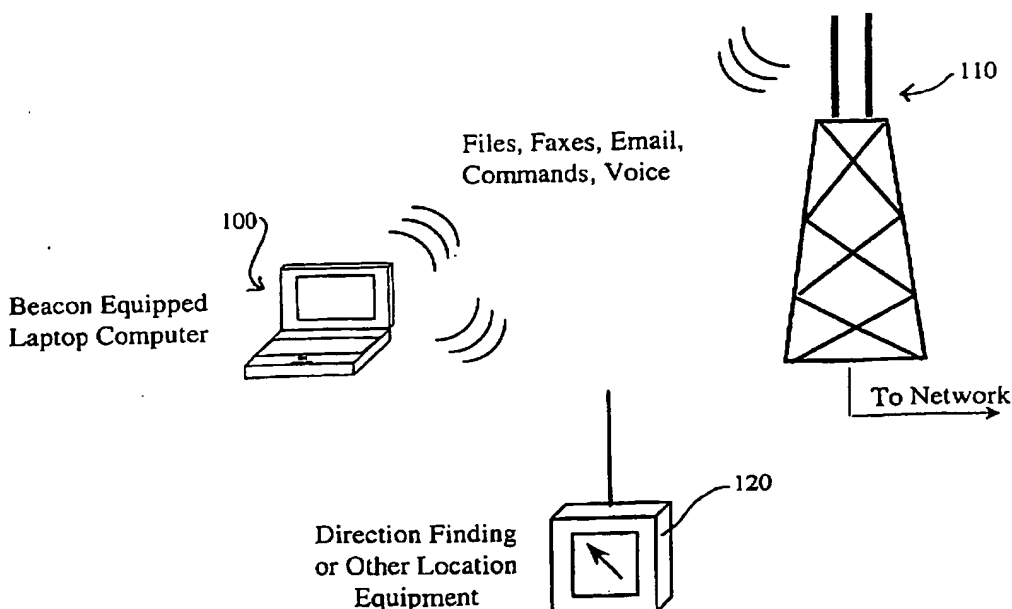 110
Files, Faxes, Email,
Commands, Voice
100
Beacon Equipped
Laptop Computer
To Network
120
Direction Finding
or Other Location
Equipment